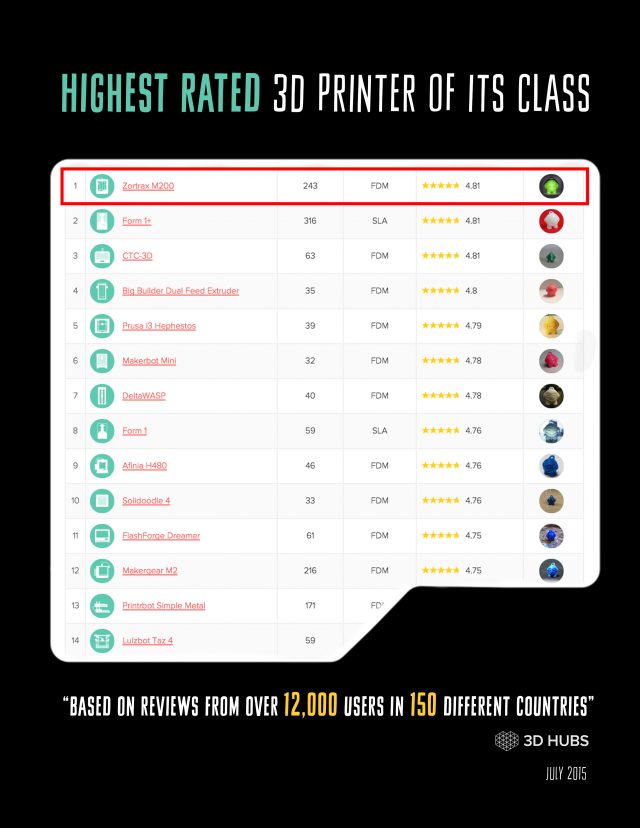 HIGHEST RATED 3D PRINTER OF ITS CLASS
1 Zortrax M200 243 FDM 4.81
2 Form 1+ 316 SLA 4.81
3 CTC-3D 63 FDM 4.81
4 Big Builder Dual Feed Extruder 35 FDM 4.8
5 Prusa i3 Hephestos 39 FDM 4.79
6 Makerbot Mini 32 FDM 4.78
7 DeltaWASP 40 FDM 4.78
8 Form 1 59 SLA 4.76
9 Afinia H480 46 FDM 4.76
10 Solidoodle 4 33 FDM 4.76
11 FlashForge Dreamer 61 FDM 4.75
12 Makergear M2 216 FDM 4.75
13 Printrbot Simple Metal 171
14 Lulzbot Taz 4 59
“BASED ON REVIEWS FROM OVER 12,000 USERS IN 150 DIFFERENT COUNTRIES”
3D HUBS
JULY 2015